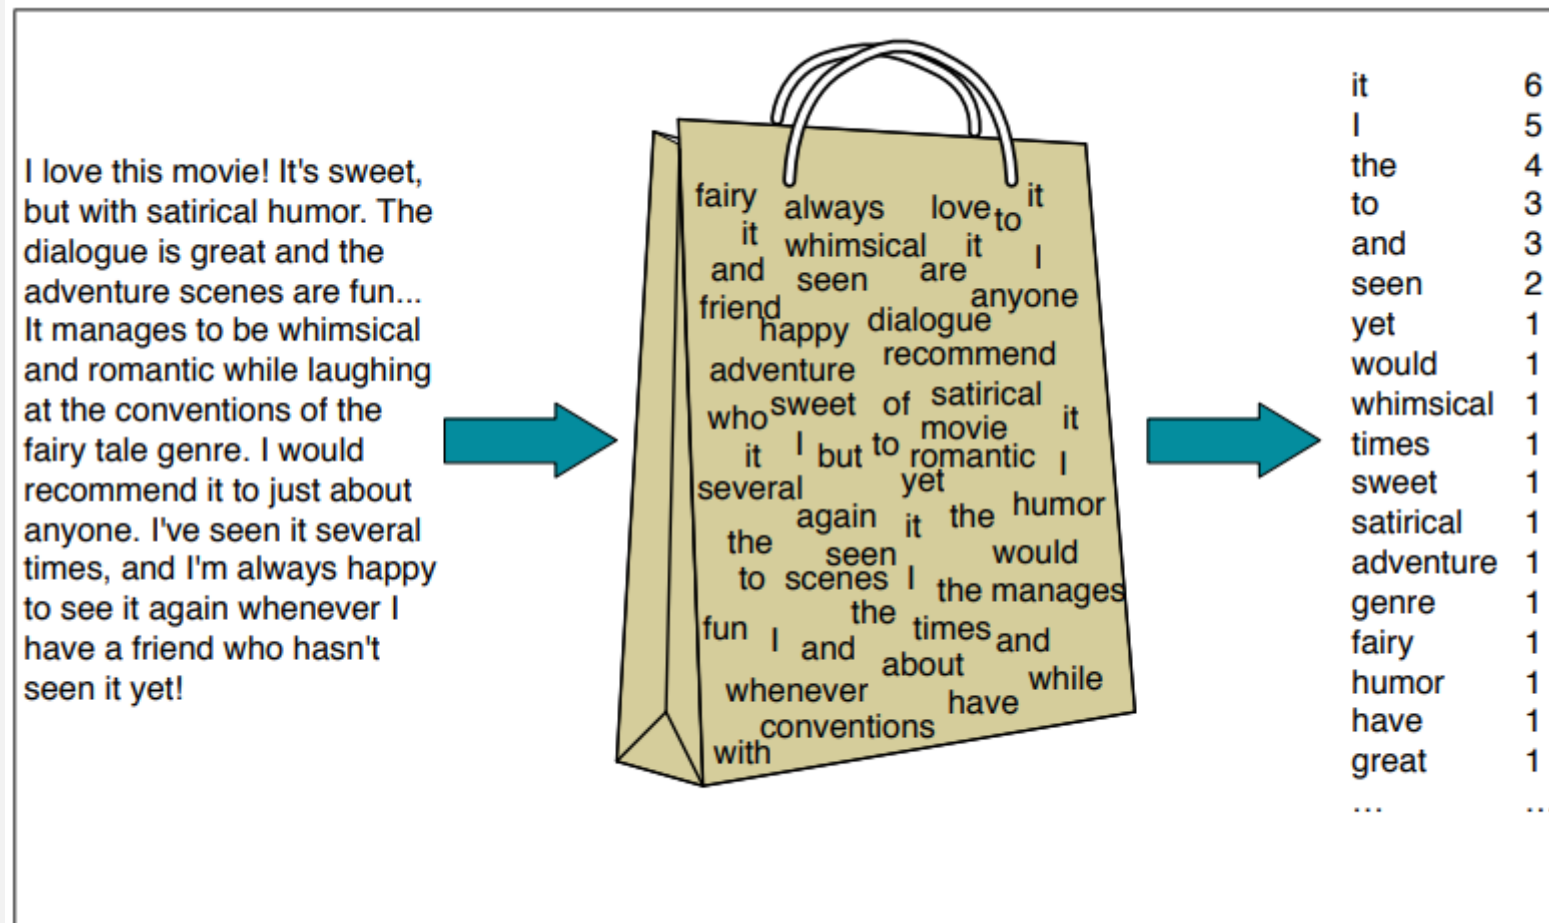 I love this movie! It's sweet,
but with satirical humor. The
dialogue is great and the
adventure scenes are fun...
It manages to be whimsical
and romantic while laughing
at the conventions of the
fairy tale genre. I would
recommend it to just about
anyone. I've seen it several
times, and I'm always happy
to see it again whenever I
have a friend who hasn't
seen it yet!
fairy always love to it
it whimsical it I
and seen are anyone
friend happy dialogue
adventure recommend
who sweet of satirical it
it I but to movie romantic I
several yet
again it the humor
the seen would
to scenes I the manages
fun I and the times and
about while
whenever have
conventions
with
it 6
I 5
the 4
to 3
and 3
seen 2
yet 1
would 1
whimsical 1
times 1
sweet 1
satirical 1
adventure 1
genre 1
fairy 1
humor 1
have 1
great 1
... ...